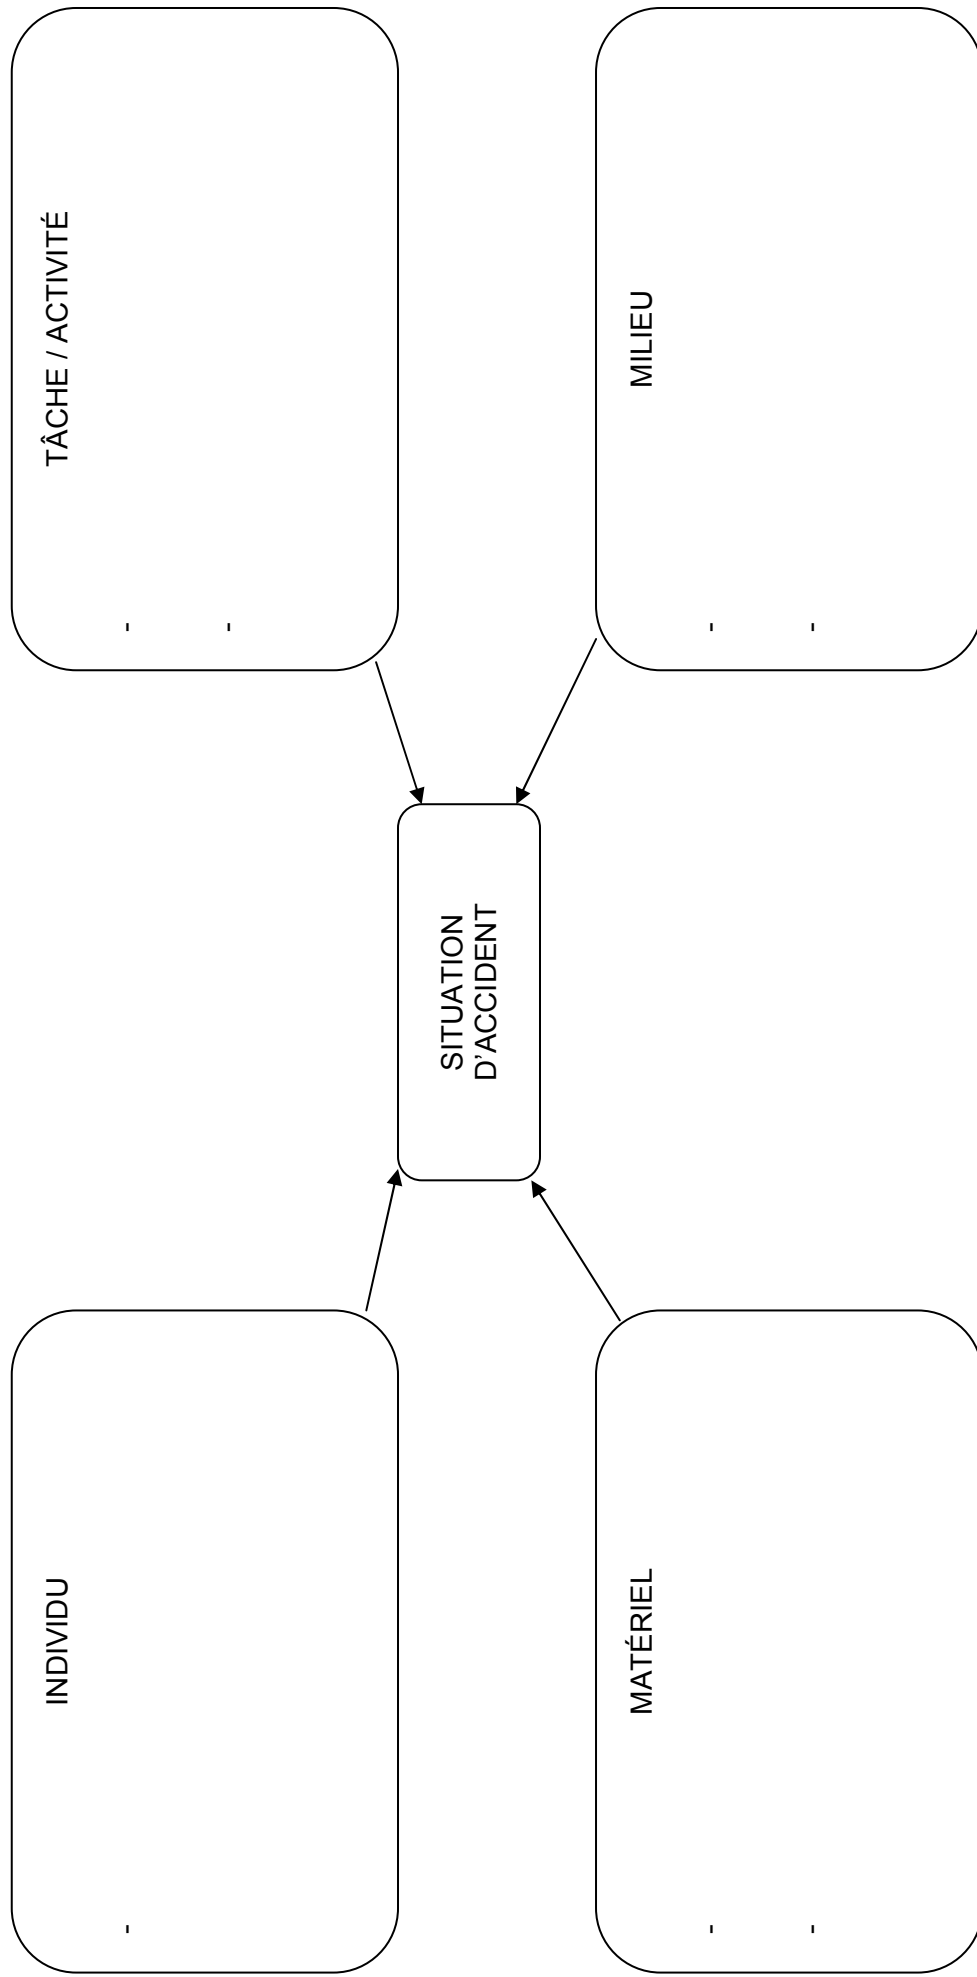 INDIVIDU
-
TÂCHE / ACTIVITÉ
-
-
SITUATION
D’ACCIDENT
MATÉRIEL
-
-
MILIEU
-
-